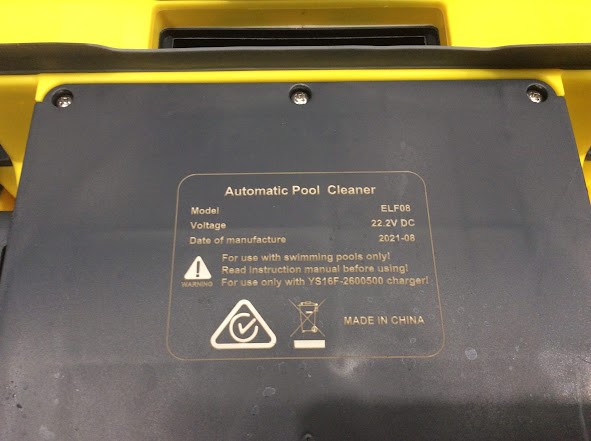 Automatic Pool Cleaner
Model ELF08
Voltage 22.2V DC
Date of manufacture 2021-08
For use with swimming pools only!
Read instruction manual before using!
For use only with YS16F-2600500 charger!
WARNING
MADE IN CHINA